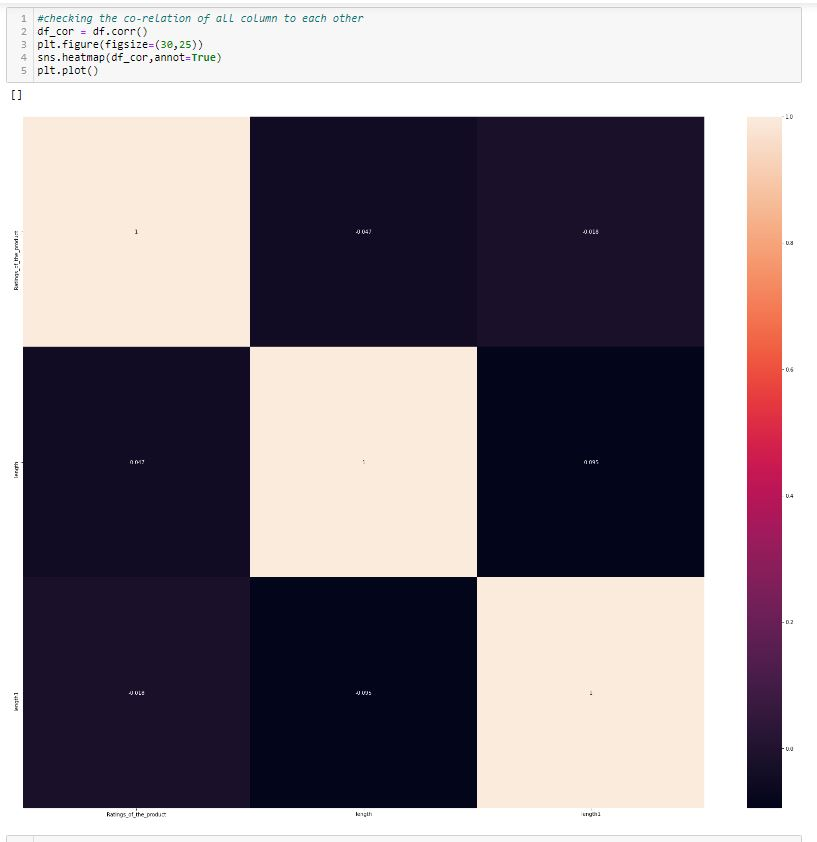 1 #checking the co-relation of all column to each other
2 df_cor = df.corr()
3 plt.figure(figsize=(30,25))
4 sns.heatmap(df_cor,annot=True)
5 plt.plot()
[]
1.0
Ratings_of_the_product
1 -0.047 -0.018
0.8
0.6
length
-0.047 1 -0.095
0.4
0.2
length1
-0.018 -0.095 1
0.0
Ratings_of_the_product length length1